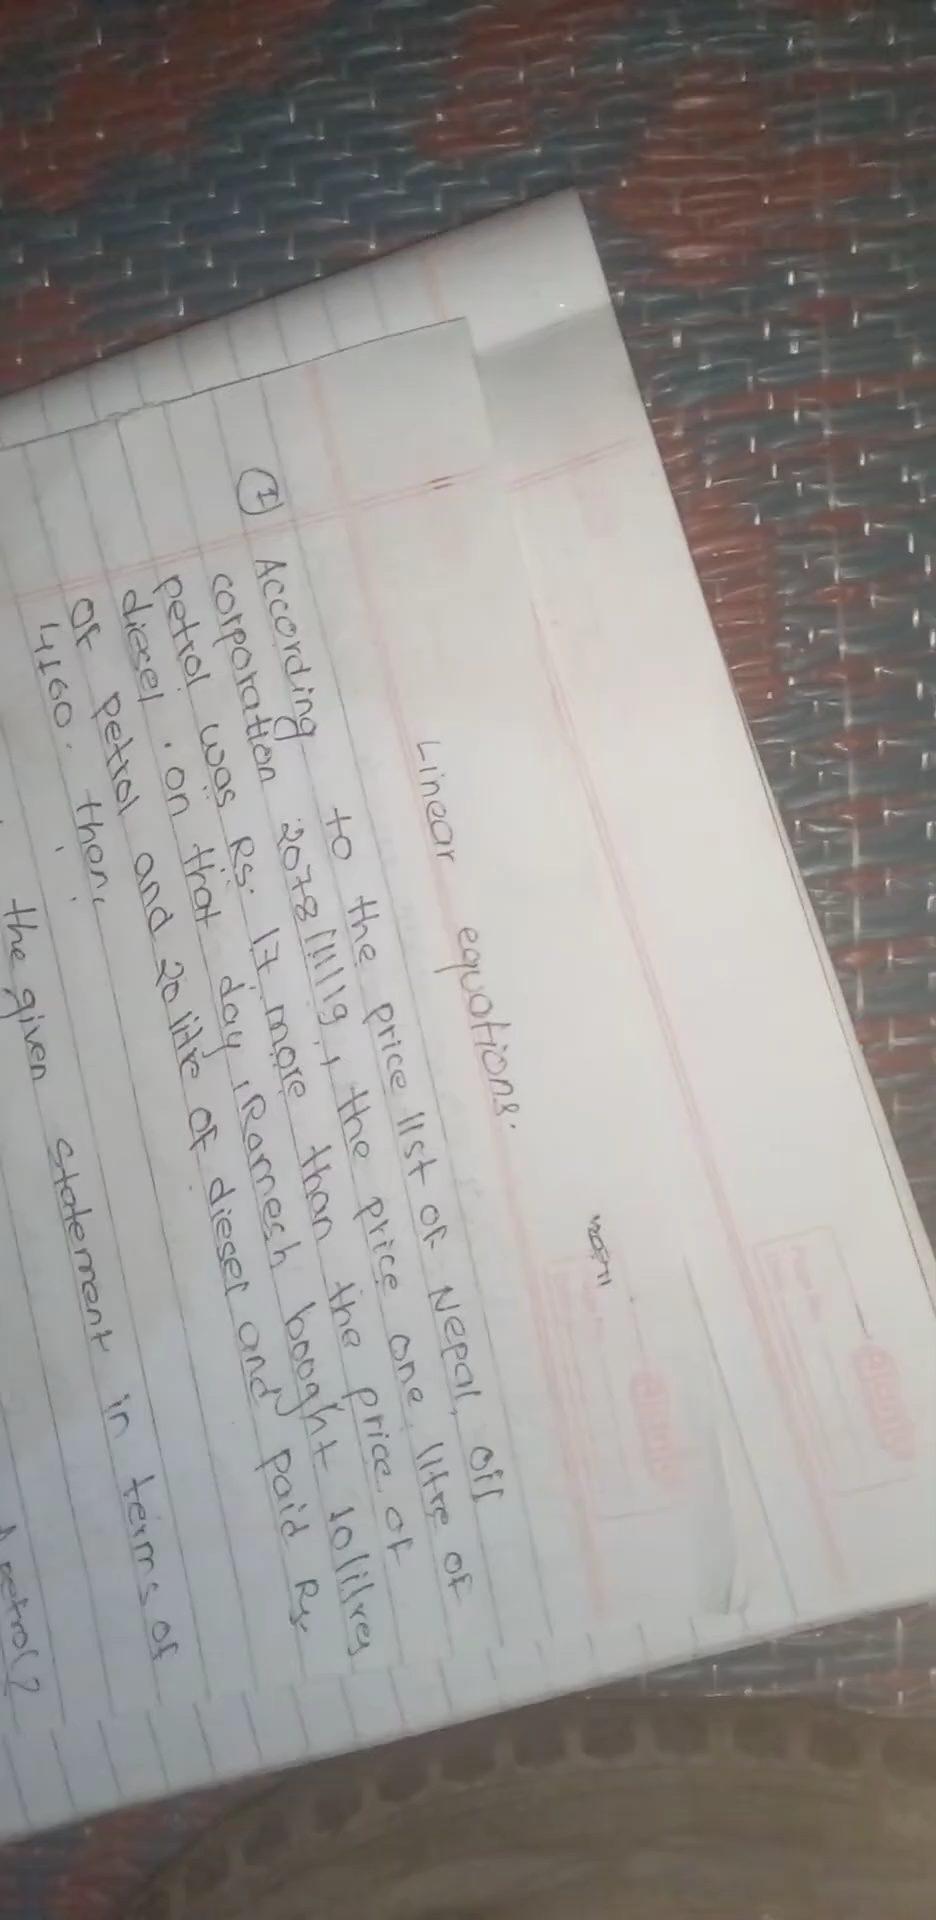 Linear equations.
① According to the price list of Nepal, oil
corporation 2078/11/19, the price one litre of
petrol was Rs. 17 more than the price of
diesel. on that day, Ramesh bought 10 litres
of petrol and 20 litre of diesel and paid Rs.
4160. then,
the given statement in terms of
petrol?